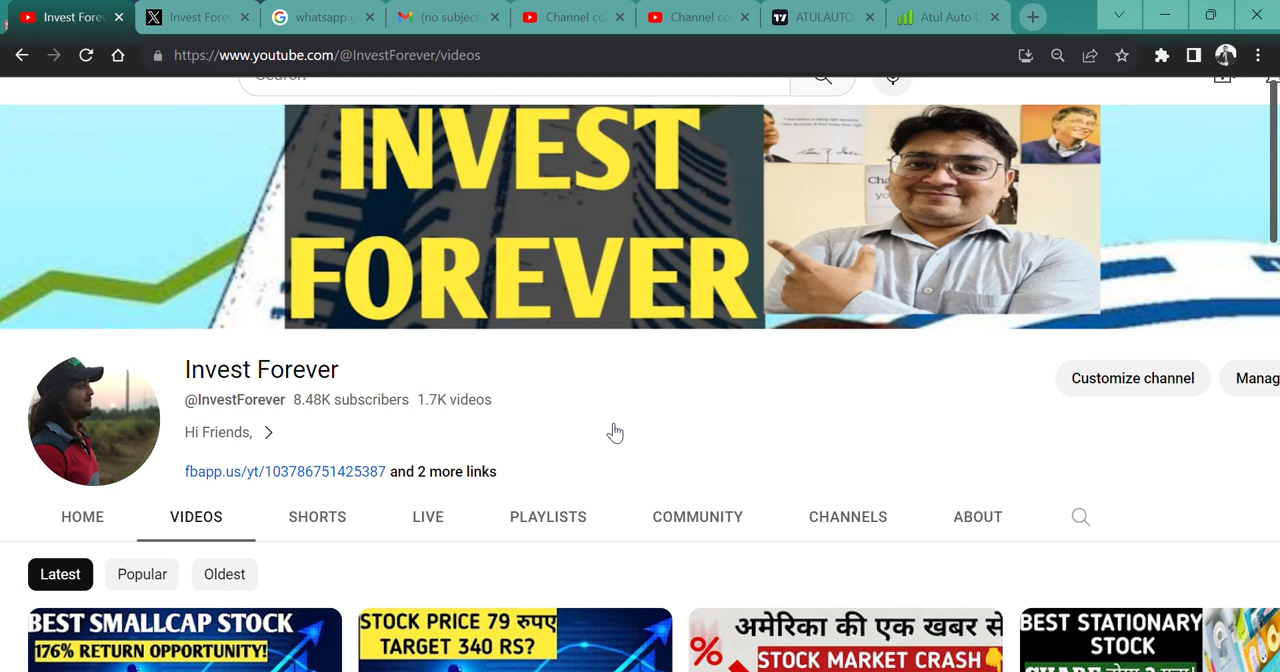 Invest Forev
Invest Forev
whatsapp g
(no subject
Channel co
Channel co
ATULAUTO
Atul Auto L
https://www.youtube.com/@InvestForever/videos
Search
INVEST
FOREVER
Invest Forever
@InvestForever 8.48K subscribers 1.7K videos
Hi Friends,
fbapp.us/yt/103786751425387 and 2 more links
Customize channel
Manag
HOME
VIDEOS
SHORTS
LIVE
PLAYLISTS
COMMUNITY
CHANNELS
ABOUT
Latest
Popular
Oldest
BEST SMALLCAP STOCK
176% RETURN OPPORTUNITY!
STOCK PRICE 79 रुपए
TARGET 340 RS?
अमेरिका की एक खबर से
% STOCK MARKET CRASH
BEST STATIONARY
STOCK